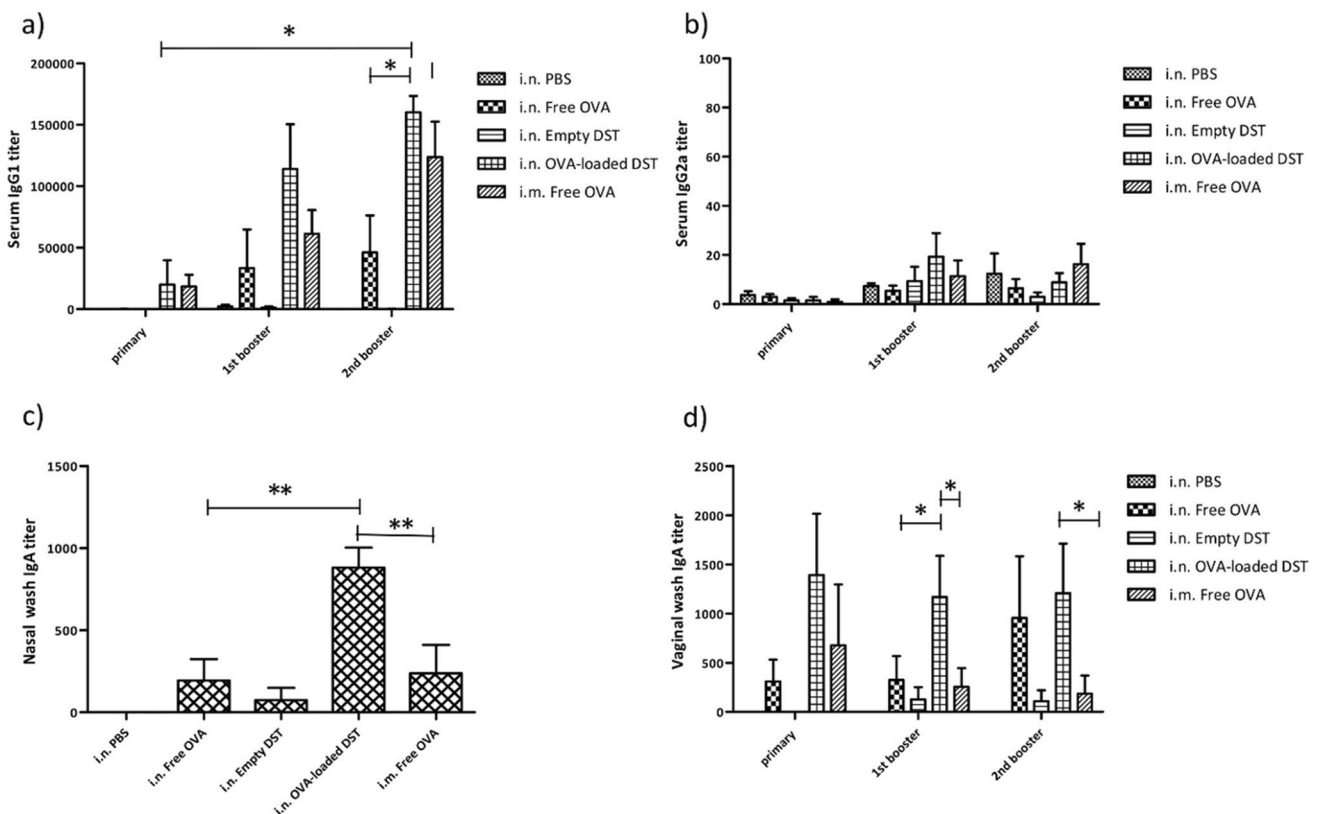 a)
*
*
200000
150000
100000
50000
0
Serum IgG1 titer
primary
1st booster
2nd booster
i.n. PBS
i.n. Free OVA
i.n. Empty DST
i.n. OVA-loaded DST
i.m. Free OVA
b)
100
80
60
40
20
0
Serum IgG2a titer
primary
1st booster
2nd booster
i.n. PBS
i.n. Free OVA
i.n. Empty DST
i.n. OVA-loaded DST
i.m. Free OVA
c)
**
**
1500
1000
500
0
Nasal wash IgA titer
i.n. PBS
i.n. Free OVA
i.n. Empty DST
i.n. OVA-loaded DST
i.m. Free OVA
d)
*
*
*
2500
2000
1500
1000
500
0
Vaginal wash IgA titer
primary
1st booster
2nd booster
i.n. PBS
i.n. Free OVA
i.n. Empty DST
i.n. OVA-loaded DST
i.m. Free OVA